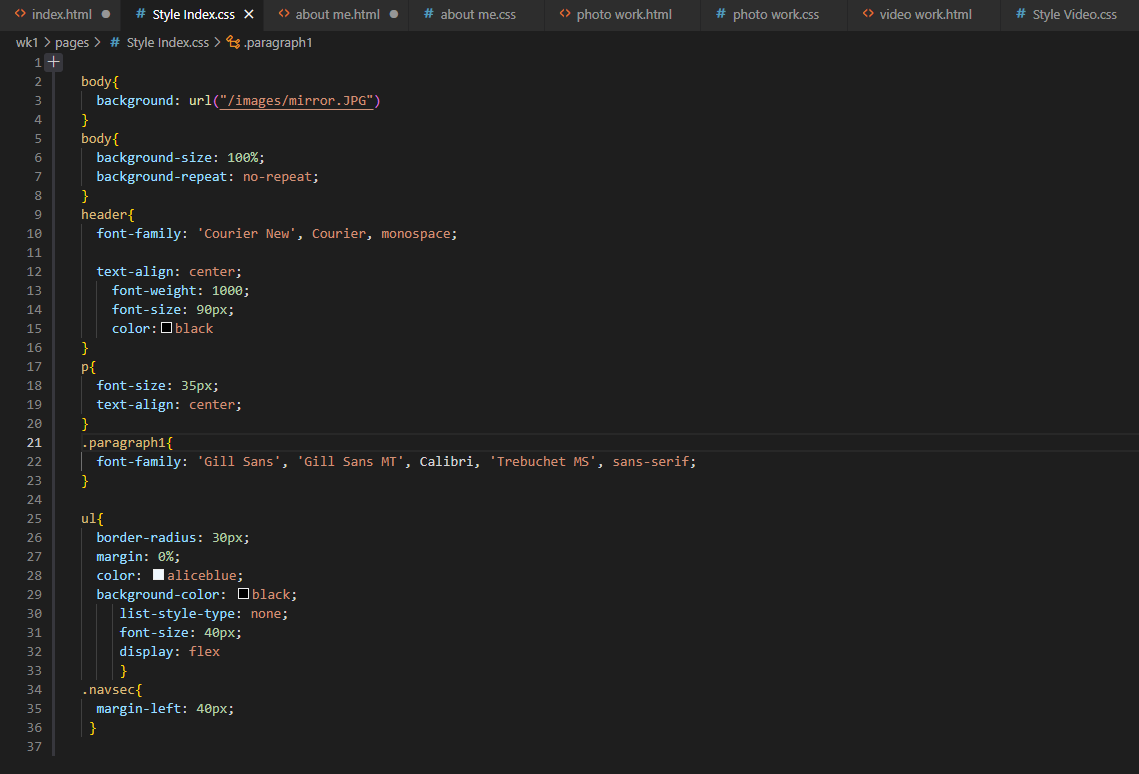 index.html Style Index.css about me.html about me.css photo work.html photo work.css video work.html Style Video.css
wk1 > pages > # Style Index.css > .paragraph1
1
2 body{
3 background: url("/images/mirror.JPG")
4 }
5 body{
6 background-size: 100%;
7 background-repeat: no-repeat;
8 }
9 header{
10 font-family: 'Courier New', Courier, monospace;
11
12 text-align: center;
13 font-weight: 1000;
14 font-size: 90px;
15 color: black
16 }
17 p{
18 font-size: 35px;
19 text-align: center;
20 }
21 .paragraph1{
22 font-family: 'Gill Sans', 'Gill Sans MT', Calibri, 'Trebuchet MS', sans-serif;
23 }
24
25 ul{
26 border-radius: 30px;
27 margin: 0%;
28 color: aliceblue;
29 background-color: black;
30 list-style-type: none;
31 font-size: 40px;
32 display: flex
33 }
34 .navsec{
35 margin-left: 40px;
36 }
37